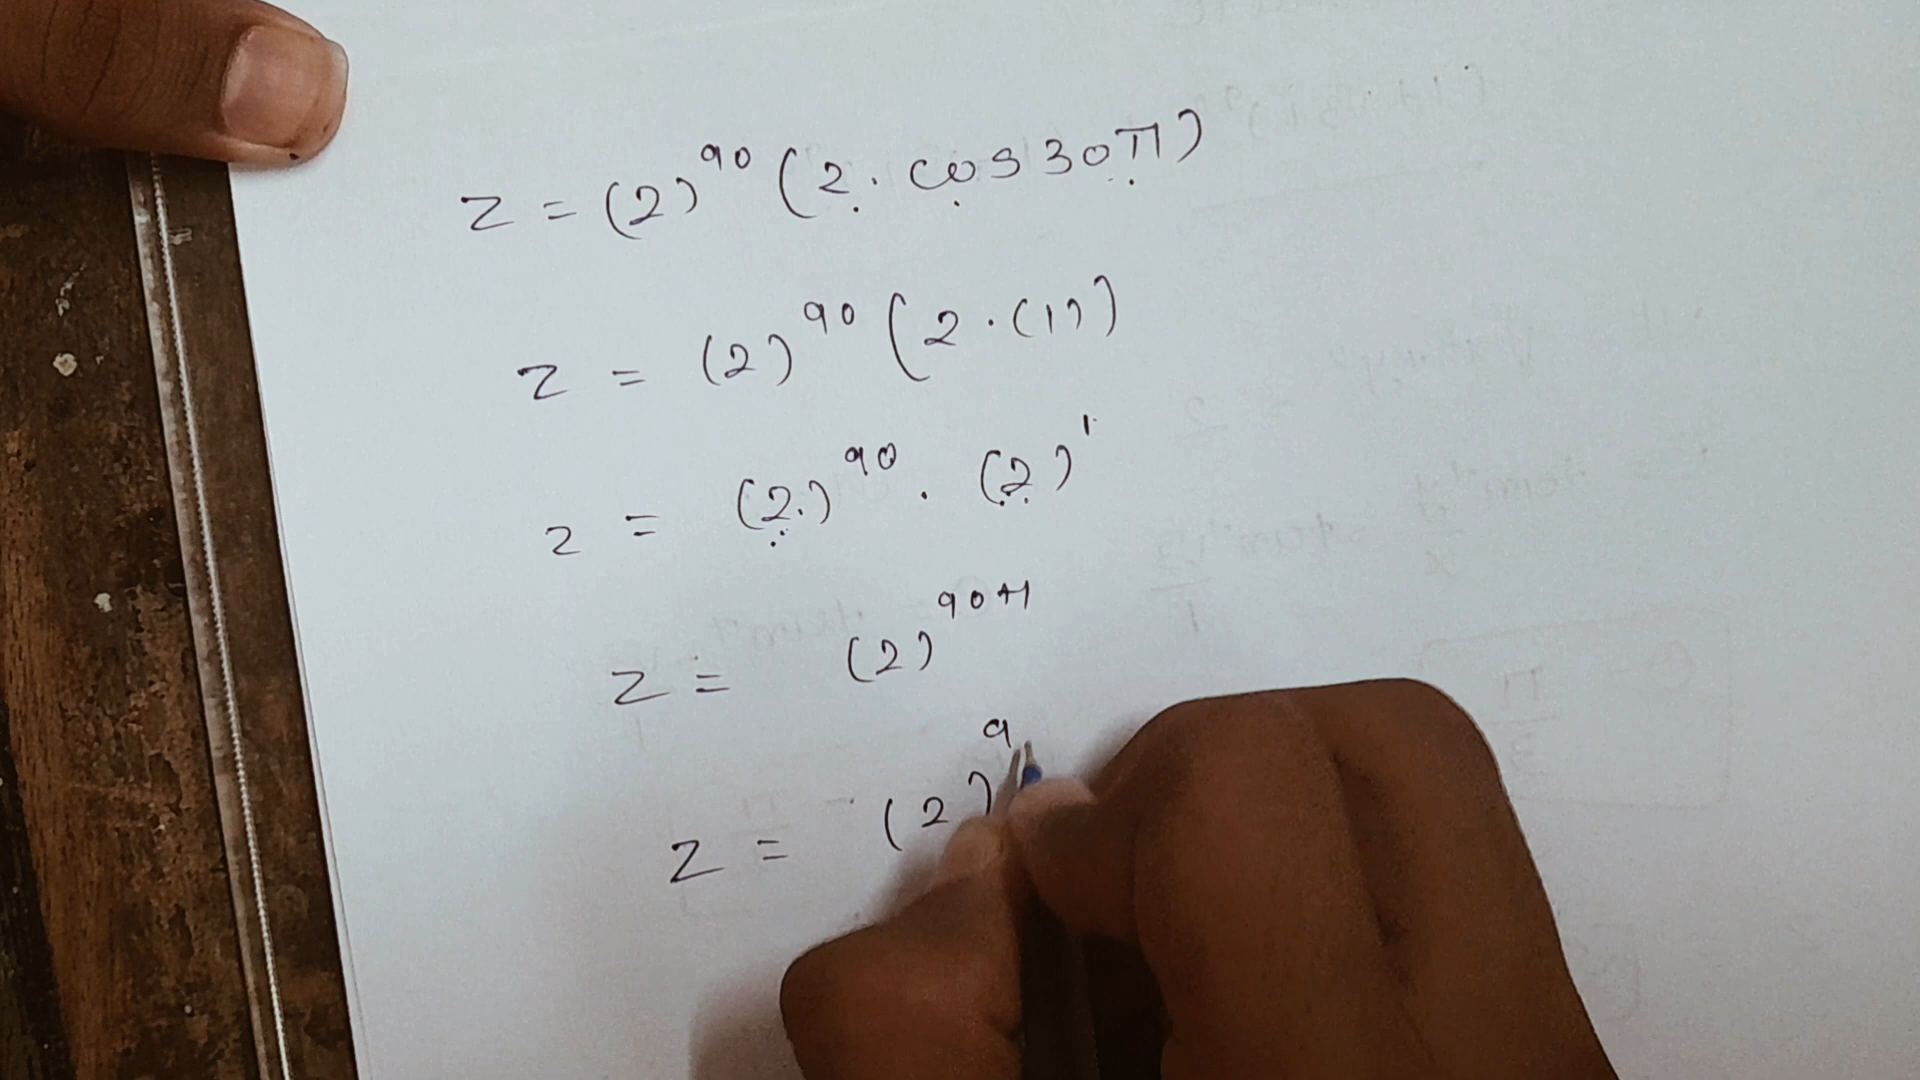 z = (2)^90 (2 · cos 30π)
z = (2)^90 (2 · (1))
z = (2)^90 · (2)^1
z = (2)^90+1
z = (2)^9